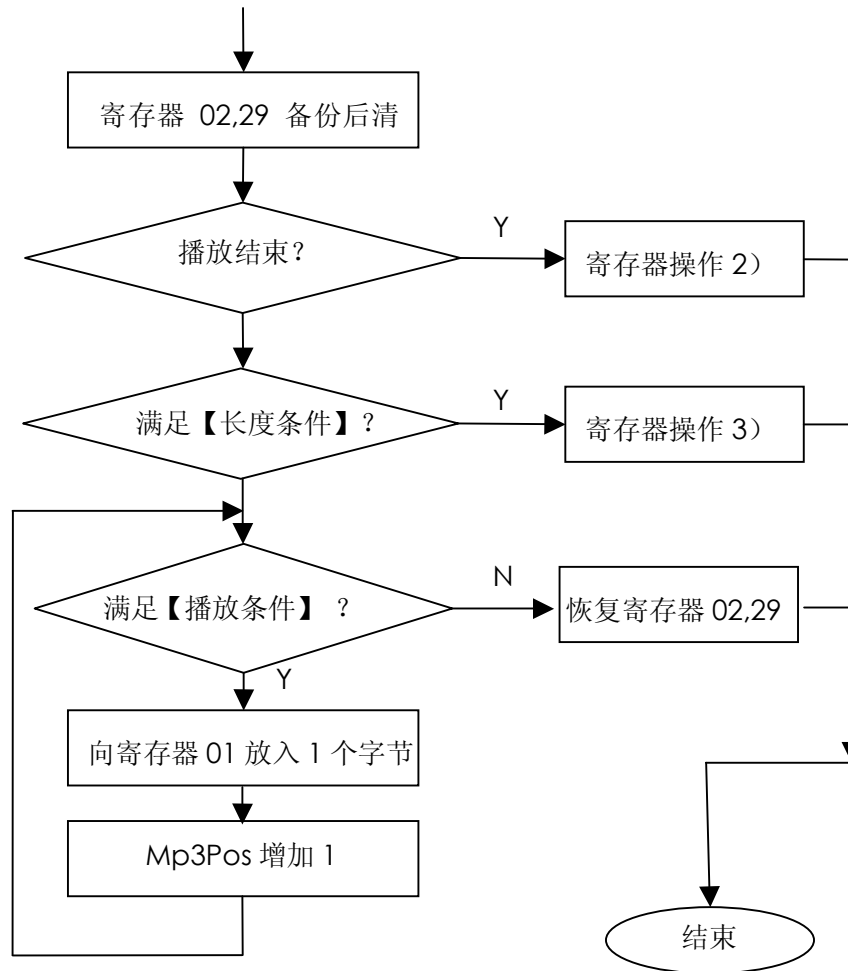 寄存器 02,29 备份后清
播放结束？
Y
寄存器操作 2）
满足【长度条件】？
Y
寄存器操作 3）
满足【播放条件】 ？
N
恢复寄存器 02,29
Y
向寄存器 01 放入 1 个字节
Mp3Pos 增加 1
结束